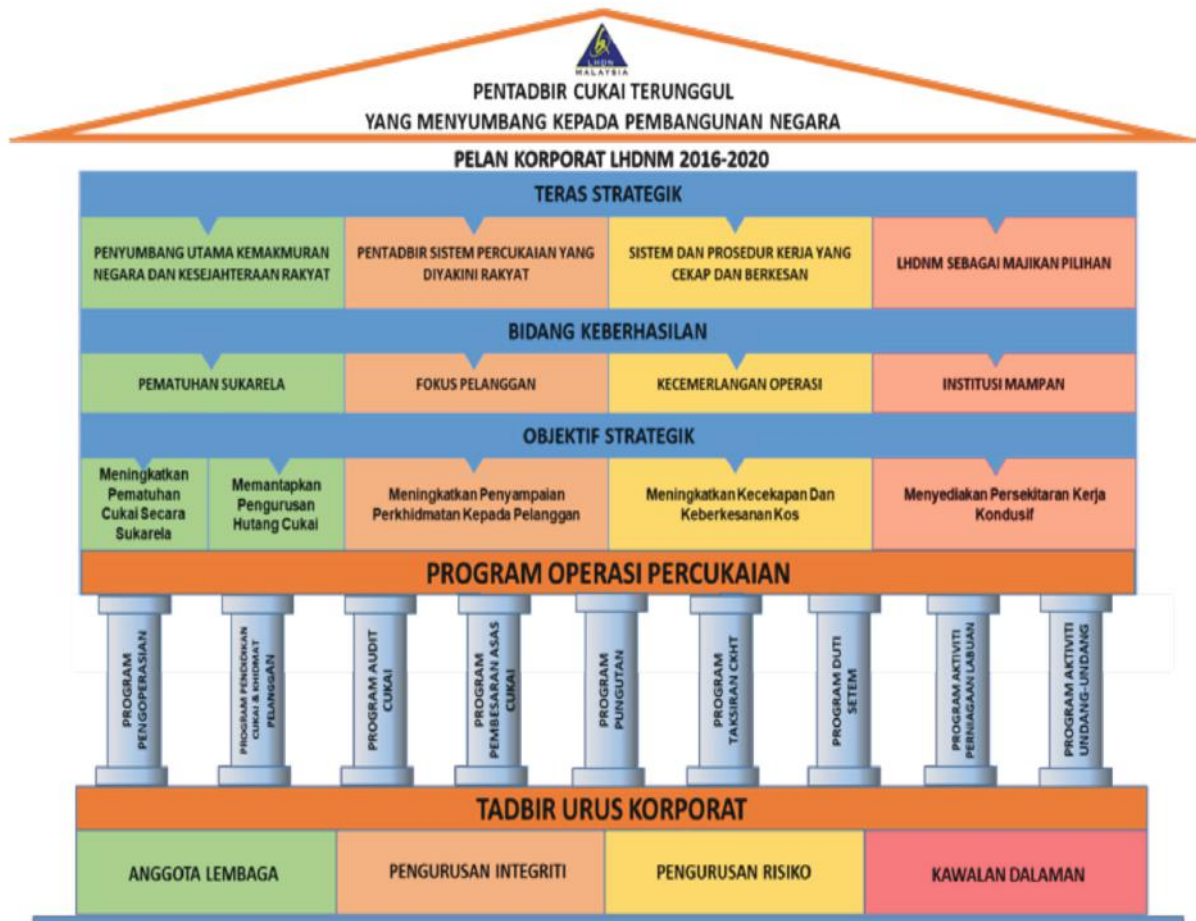 LHDN
MALAYSIA
PENTADBIR CUKAI TERUNGGUL
YANG MENYUMBANG KEPADA PEMBANGUNAN NEGARA
PELAN KORPORAT LHDNM 2016-2020
TERAS STRATEGIK
PENYUMBANG UTAMA KEMAKMURAN
NEGARA DAN KESEJAHTERAAN RAKYAT
PENTADBIR SISTEM PERCUKAIAN YANG
DIYAKINI RAKYAT
SISTEM DAN PROSEDUR KERJA YANG
CEKAP DAN BERKESAN
LHDNM SEBAGAI MAJIKAN PILIHAN
BIDANG KEBERHASILAN
PEMATUHAN SUKARELA
FOKUS PELANGGAN
KECEMERLANGAN OPERASI
INSTITUSI MAMPAN
OBJEKTIF STRATEGIK
Meningkatkan
Pematuhan
Cukai Secara
Sukarela
Memantapkan
Pengurusan
Hutang Cukai
Meningkatkan Penyampaian
Perkhidmatan Kepada Pelanggan
Meningkatkan Kecekapan Dan
Keberkesanan Kos
Menyediakan Persekitaran Kerja
Kondusif
PROGRAM OPERASI PERCUKAIAN
PROGRAM
PENGOPERASIAN
PROGRAM PENDIDIKAN
CUKAI & KHIDMAT
PELANGGAN
PROGRAM AUDIT
CUKAI
PROGRAM
PEMBESARAN ASAS
CUKAI
PROGRAM
PUNGUTAN
PROGRAM
TAKSIRAN CKHT
PROGRAM DUTI
SETEM
PROGRAM AKTIVITI
PERNIAGAAN LABUAN
PROGRAM AKTIVITI
UNDANG-UNDANG
TADBIR URUS KORPORAT
ANGGOTA LEMBAGA
PENGURUSAN INTEGRITI
PENGURUSAN RISIKO
KAWALAN DALAMAN